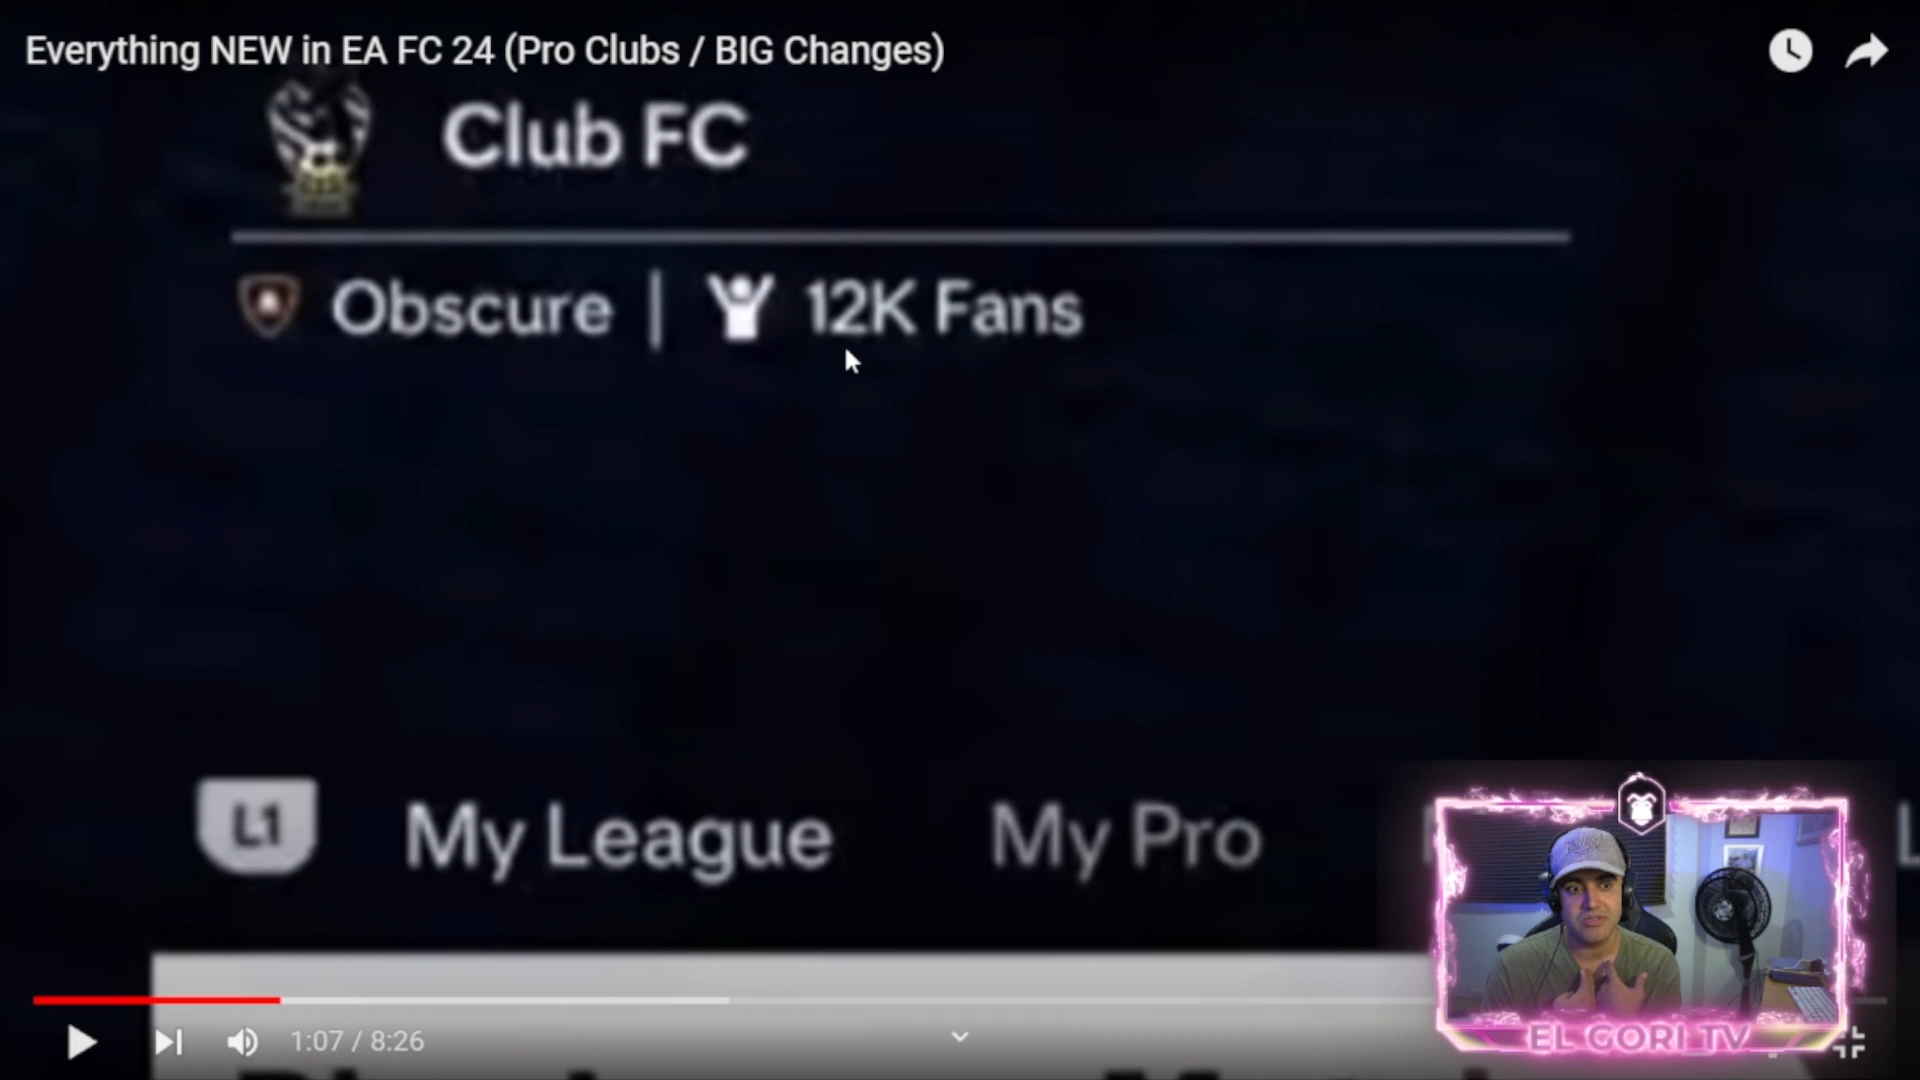 Everything NEW in EA FC 24 (Pro Clubs / BIG Changes)
Club FC
Obscure | 12K Fans
L1 My League My Pro
1:07 / 8:26
EL GORI TV